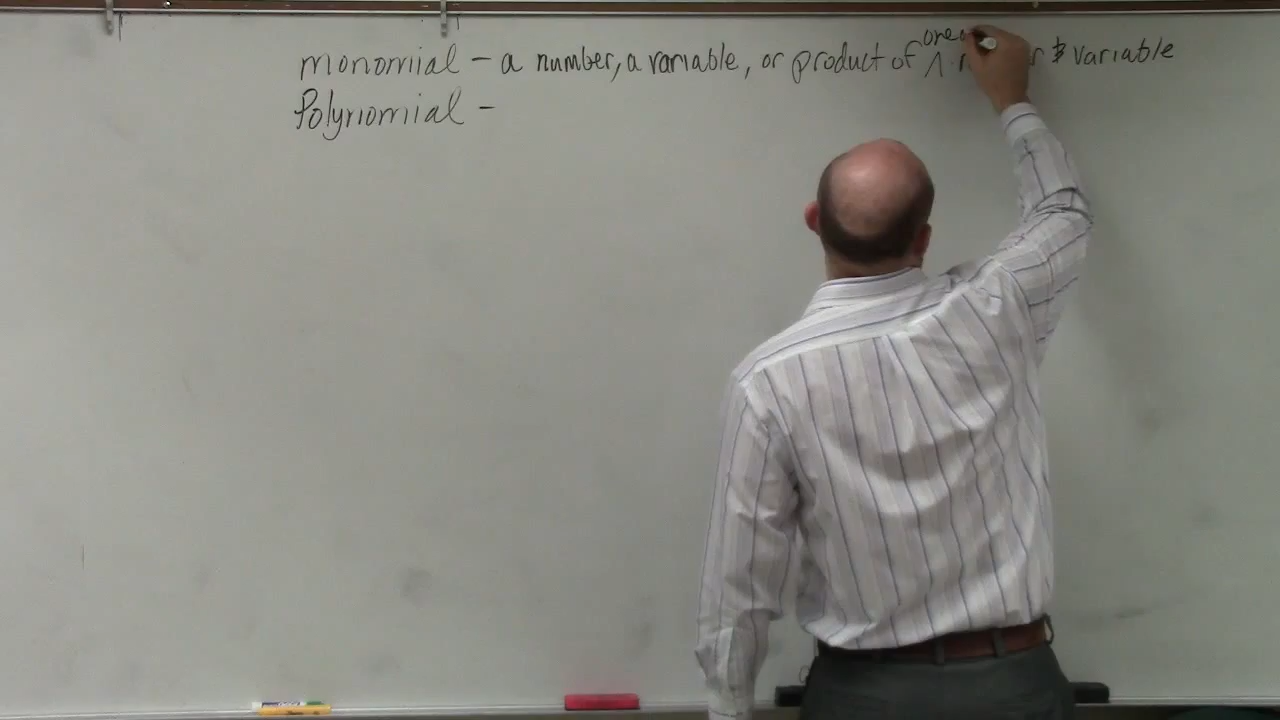 monomial - a number, a variable, or product of & variable
one o
Polynomial -